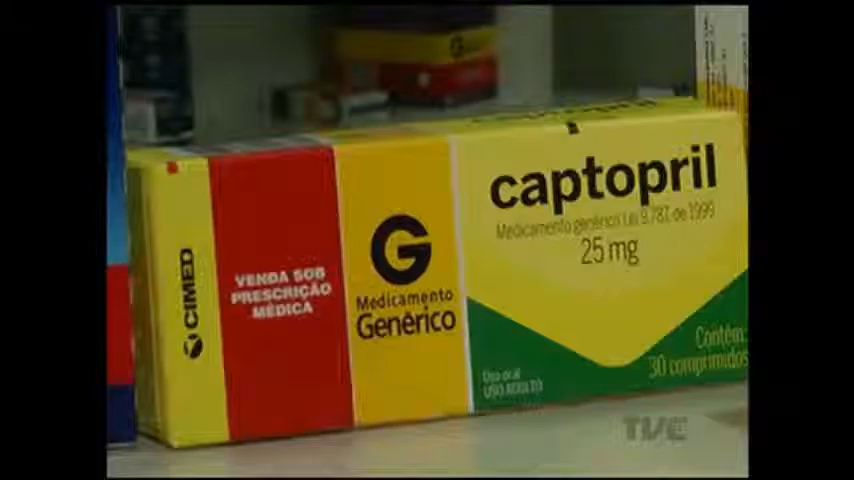 CIMED
VENDA SOB
PRESCRIÇÃO
MÉDICA
G
Medicamento
Genérico
captopril
Medicamento genérico Lei 9.787, de 1999
25 mg
Uso oral
USO ADULTO
Contém:
30 comprimidos
G
TVE